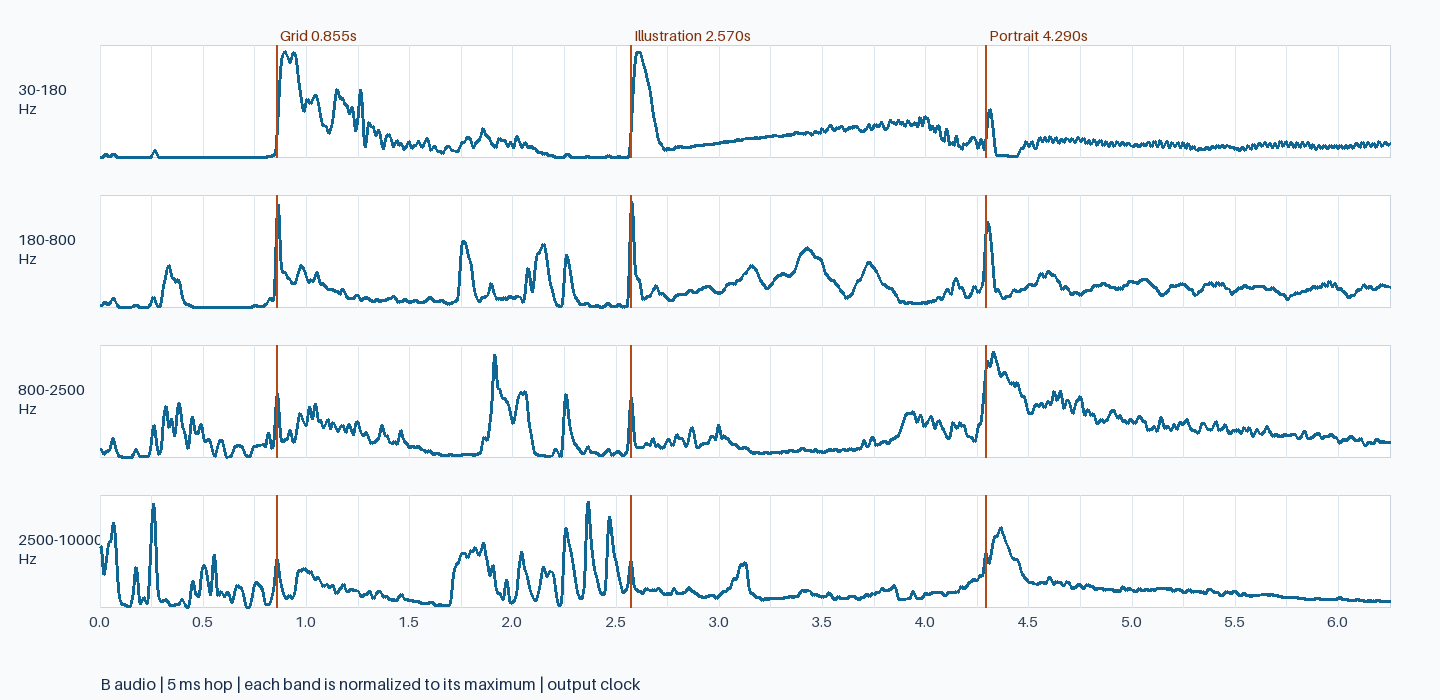 Grid 0.855s
Illustration 2.570s
Portrait 4.290s
30-180
Hz
180-800
Hz
800-2500
Hz
2500-10000
Hz
0.0 0.5 1.0 1.5 2.0 2.5 3.0 3.5 4.0 4.5 5.0 5.5 6.0
B audio | 5 ms hop | each band is normalized to its maximum | output clock